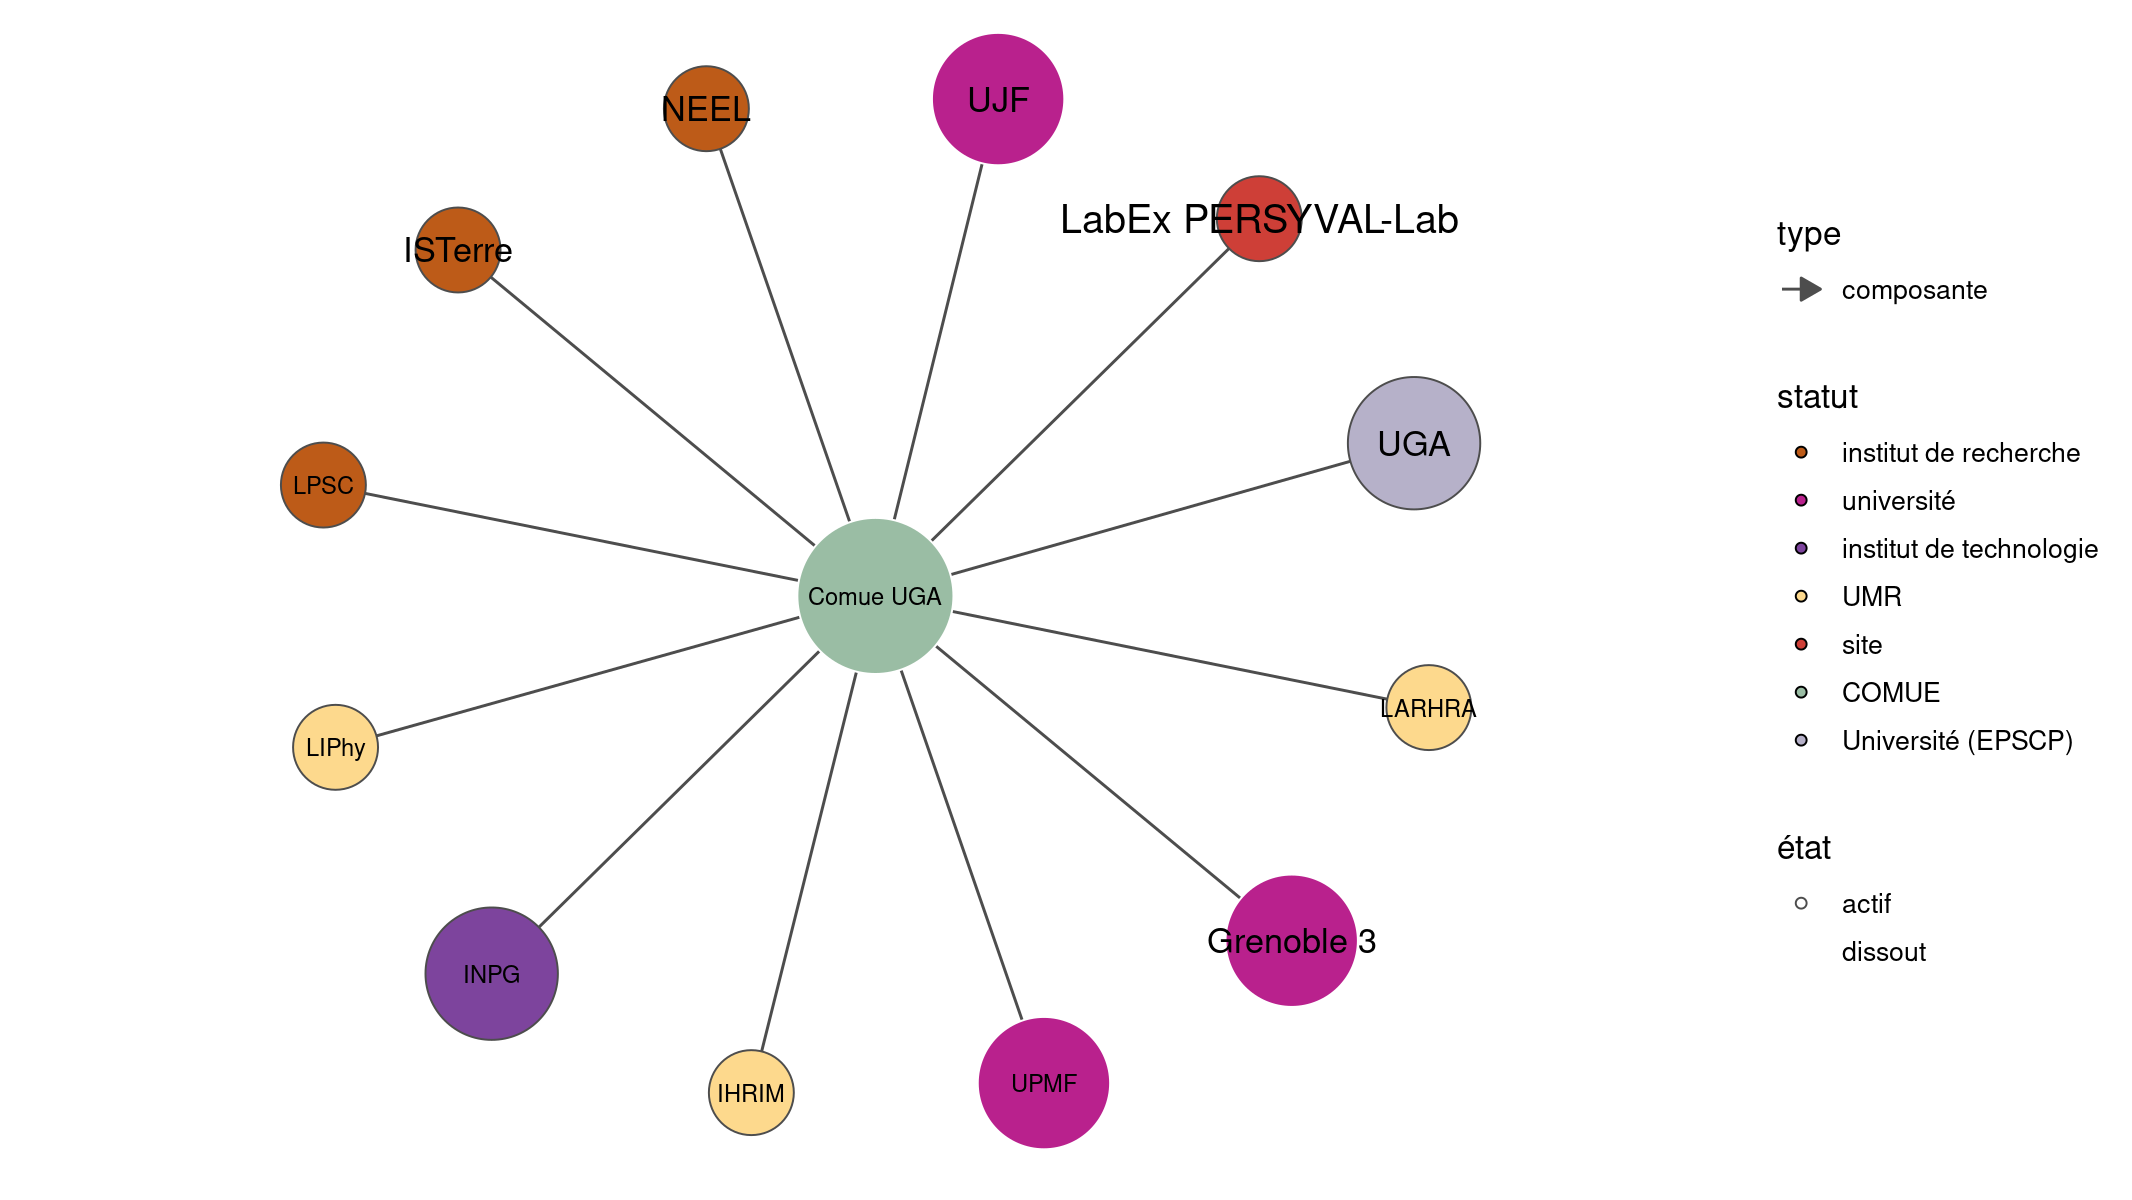 UJF
NEEL
LabEx PERSYVAL-Lab
ISTerre
UGA
LPSC
Comue UGA
LARHRA
LIPhy
Grenoble 3
INPG
UPMF
IHRIM
type
composante
statut
institut de recherche
université
institut de technologie
UMR
site
COMUE
Université (EPSCP)
état
actif
dissout